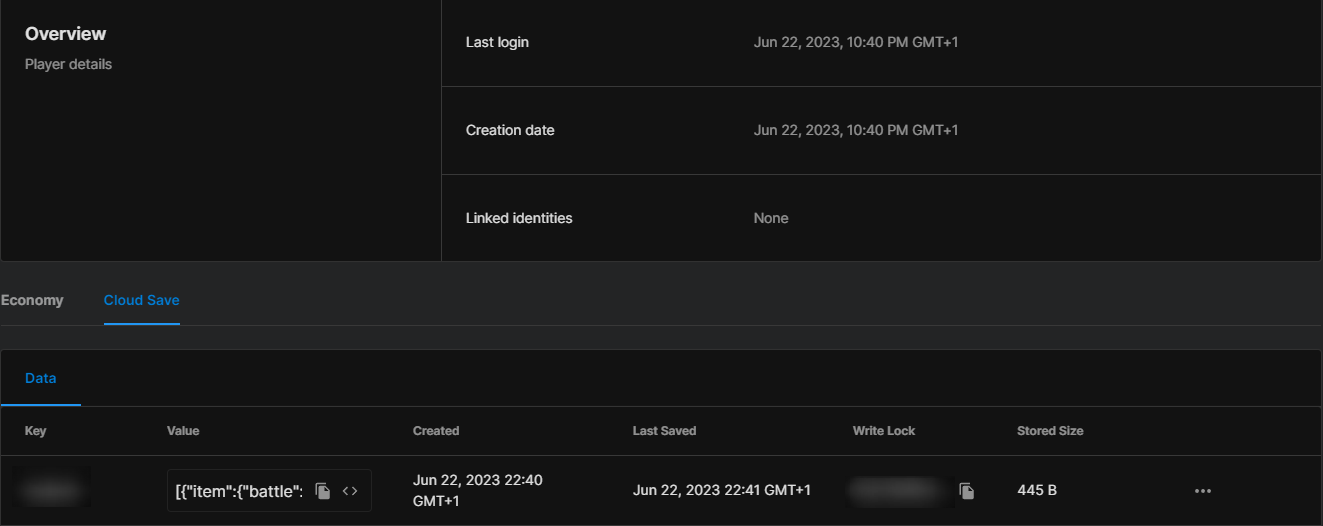 Overview
Player details
Last login Jun 22, 2023, 10:40 PM GMT+1
Creation date Jun 22, 2023, 10:40 PM GMT+1
Linked identities None
Economy Cloud Save
Data
Key Value Created Last Saved Write Lock Stored Size
[{"item":{"battle": Jun 22, 2023 22:40 GMT+1 Jun 22, 2023 22:41 GMT+1 445 B